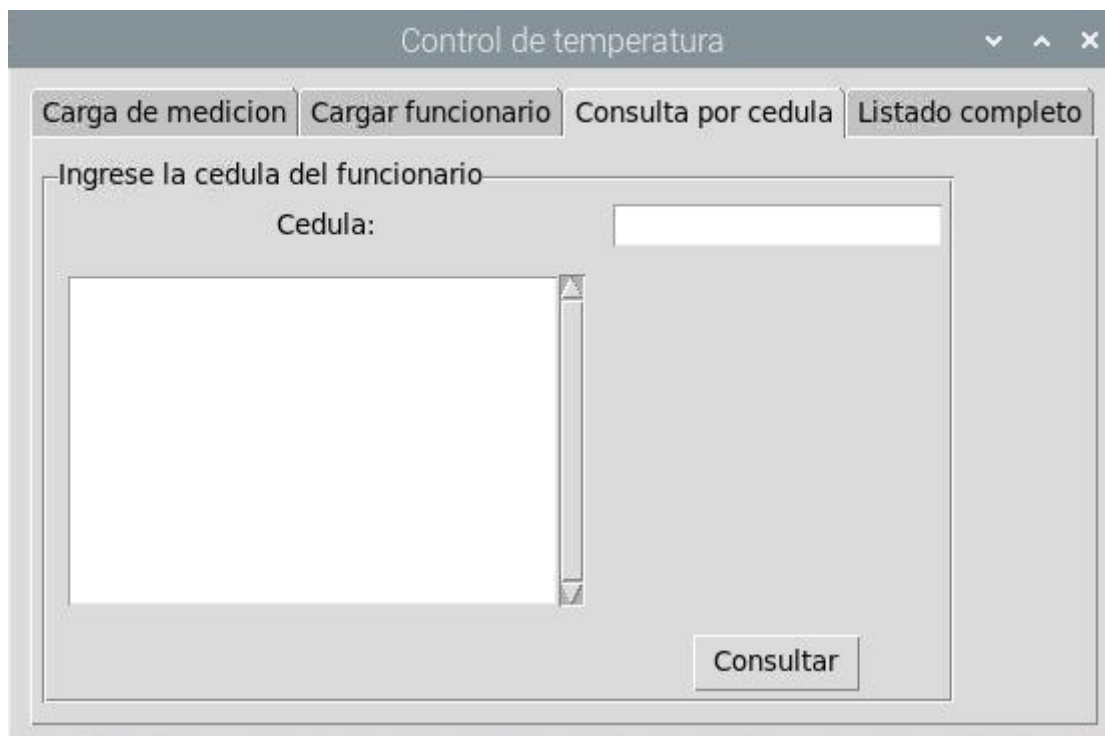 Control de temperatura
Carga de medicion Cargar funcionario Consulta por cedula Listado completo
Ingrese la cedula del funcionario
Cedula:
Consultar